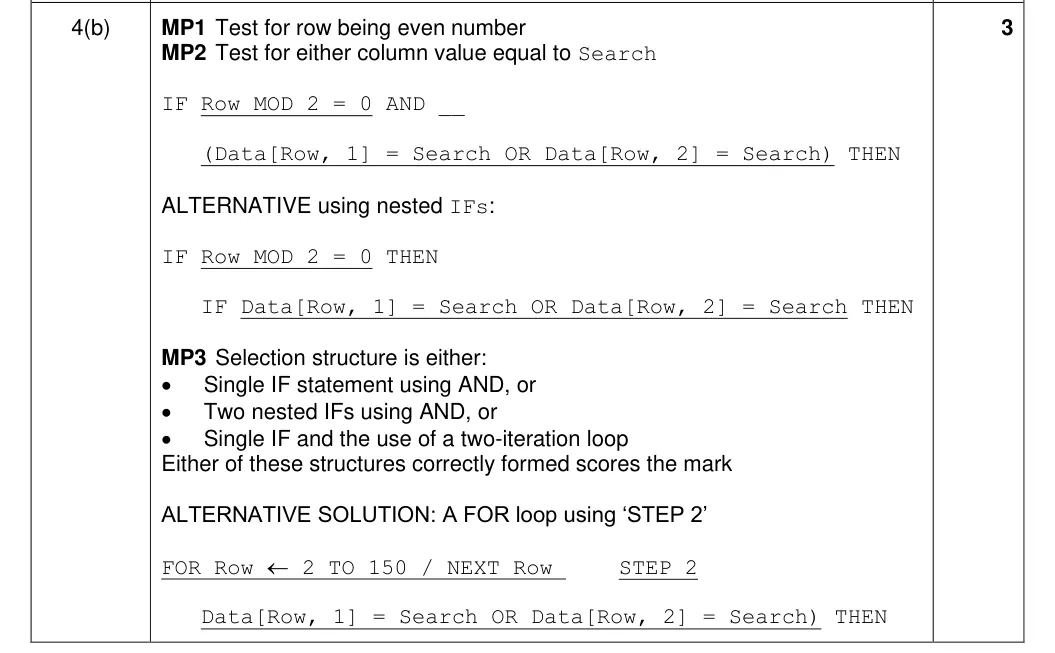 4(b) MP1 Test for row being even number 3
MP2 Test for either column value equal to Search
IF Row MOD 2 = 0 AND __
(Data[Row, 1] = Search OR Data[Row, 2] = Search) THEN
ALTERNATIVE using nested IFs:
IF Row MOD 2 = 0 THEN
IF Data[Row, 1] = Search OR Data[Row, 2] = Search THEN
MP3 Selection structure is either:
• Single IF statement using AND, or
• Two nested IFs using AND, or
• Single IF and the use of a two-iteration loop
Either of these structures correctly formed scores the mark
ALTERNATIVE SOLUTION: A FOR loop using ‘STEP 2’
FOR Row ← 2 TO 150 / NEXT Row STEP 2
Data[Row, 1] = Search OR Data[Row, 2] = Search) THEN